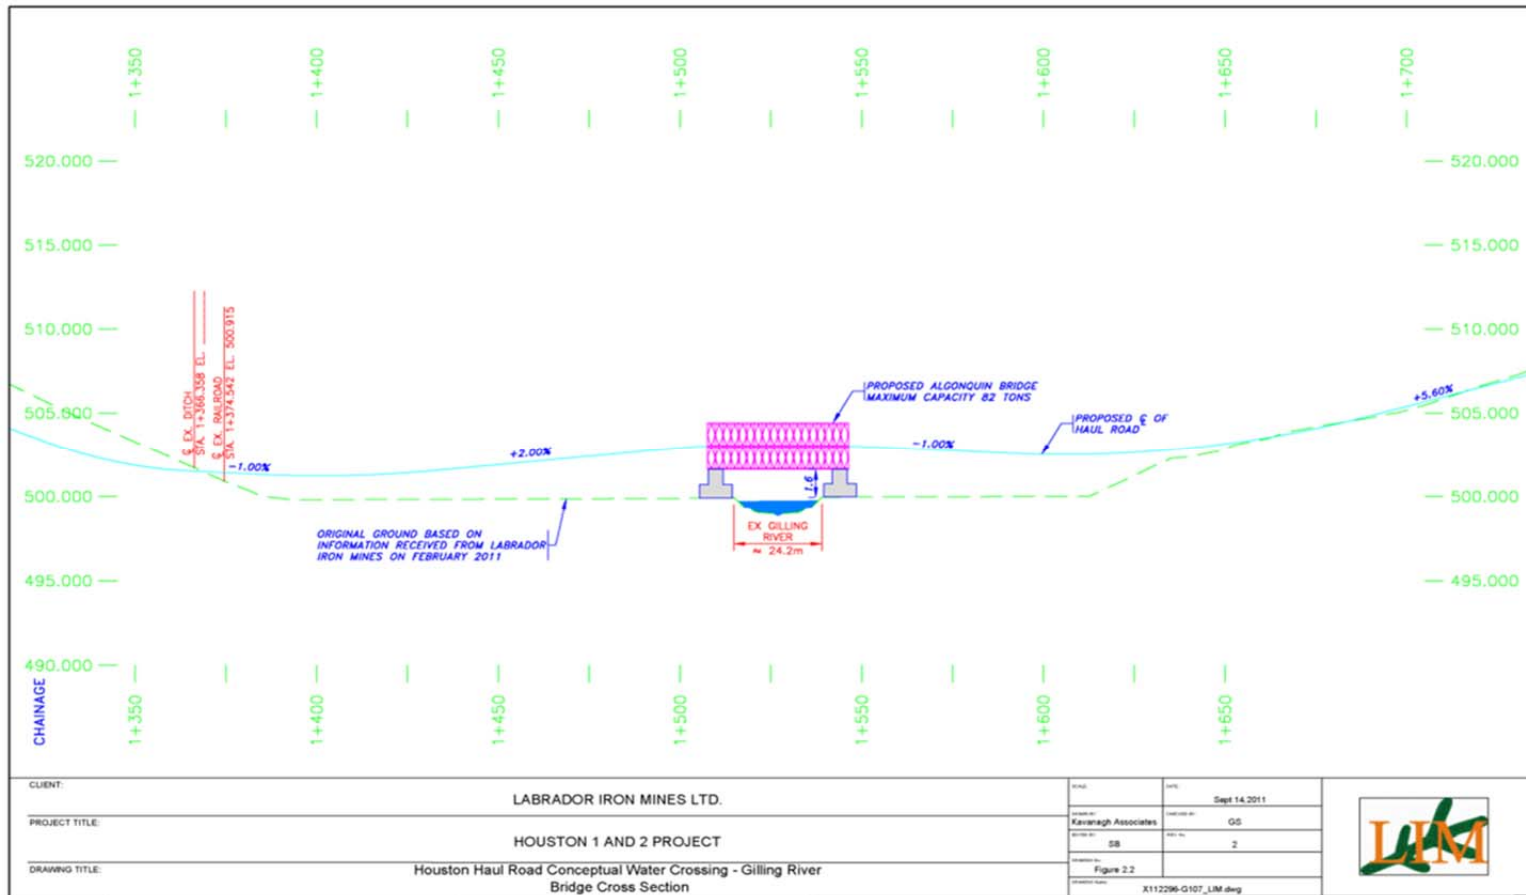 1+350
1+400
1+450
1+500
1+550
1+600
1+650
1+700
520.000
520.000
515.000
515.000
510.000
510.000
505.000
505.000
500.000
500.000
495.000
495.000
490.000
℄ EX. DITCH
STA. 1+366.358 EL.
℄ EX. RAILROAD
STA. 1+374.542 EL. 500.915
-1.00%
+2.00%
PROPOSED ALGONQUIN BRIDGE
MAXIMUM CAPACITY 82 TONS
-1.00%
PROPOSED ℄ OF
HAUL ROAD
+5.60%
1.6
ORIGINAL GROUND BASED ON
INFORMATION RECEIVED FROM LABRADOR
IRON MINES ON FEBRUARY 2011
EX GILLING
RIVER
≈ 24.2m
CHAINAGE
1+350
1+400
1+450
1+500
1+550
1+600
1+650
CLIENT:
LABRADOR IRON MINES LTD.
PROJECT TITLE:
HOUSTON 1 AND 2 PROJECT
DRAWING TITLE:
Houston Haul Road Conceptual Water Crossing - Gilling River
Bridge Cross Section
Sept 14,2011
Kavanagh Associates
GS
SB
2
Figure 2.2
X112296-G107_LIM.dwg
LIM